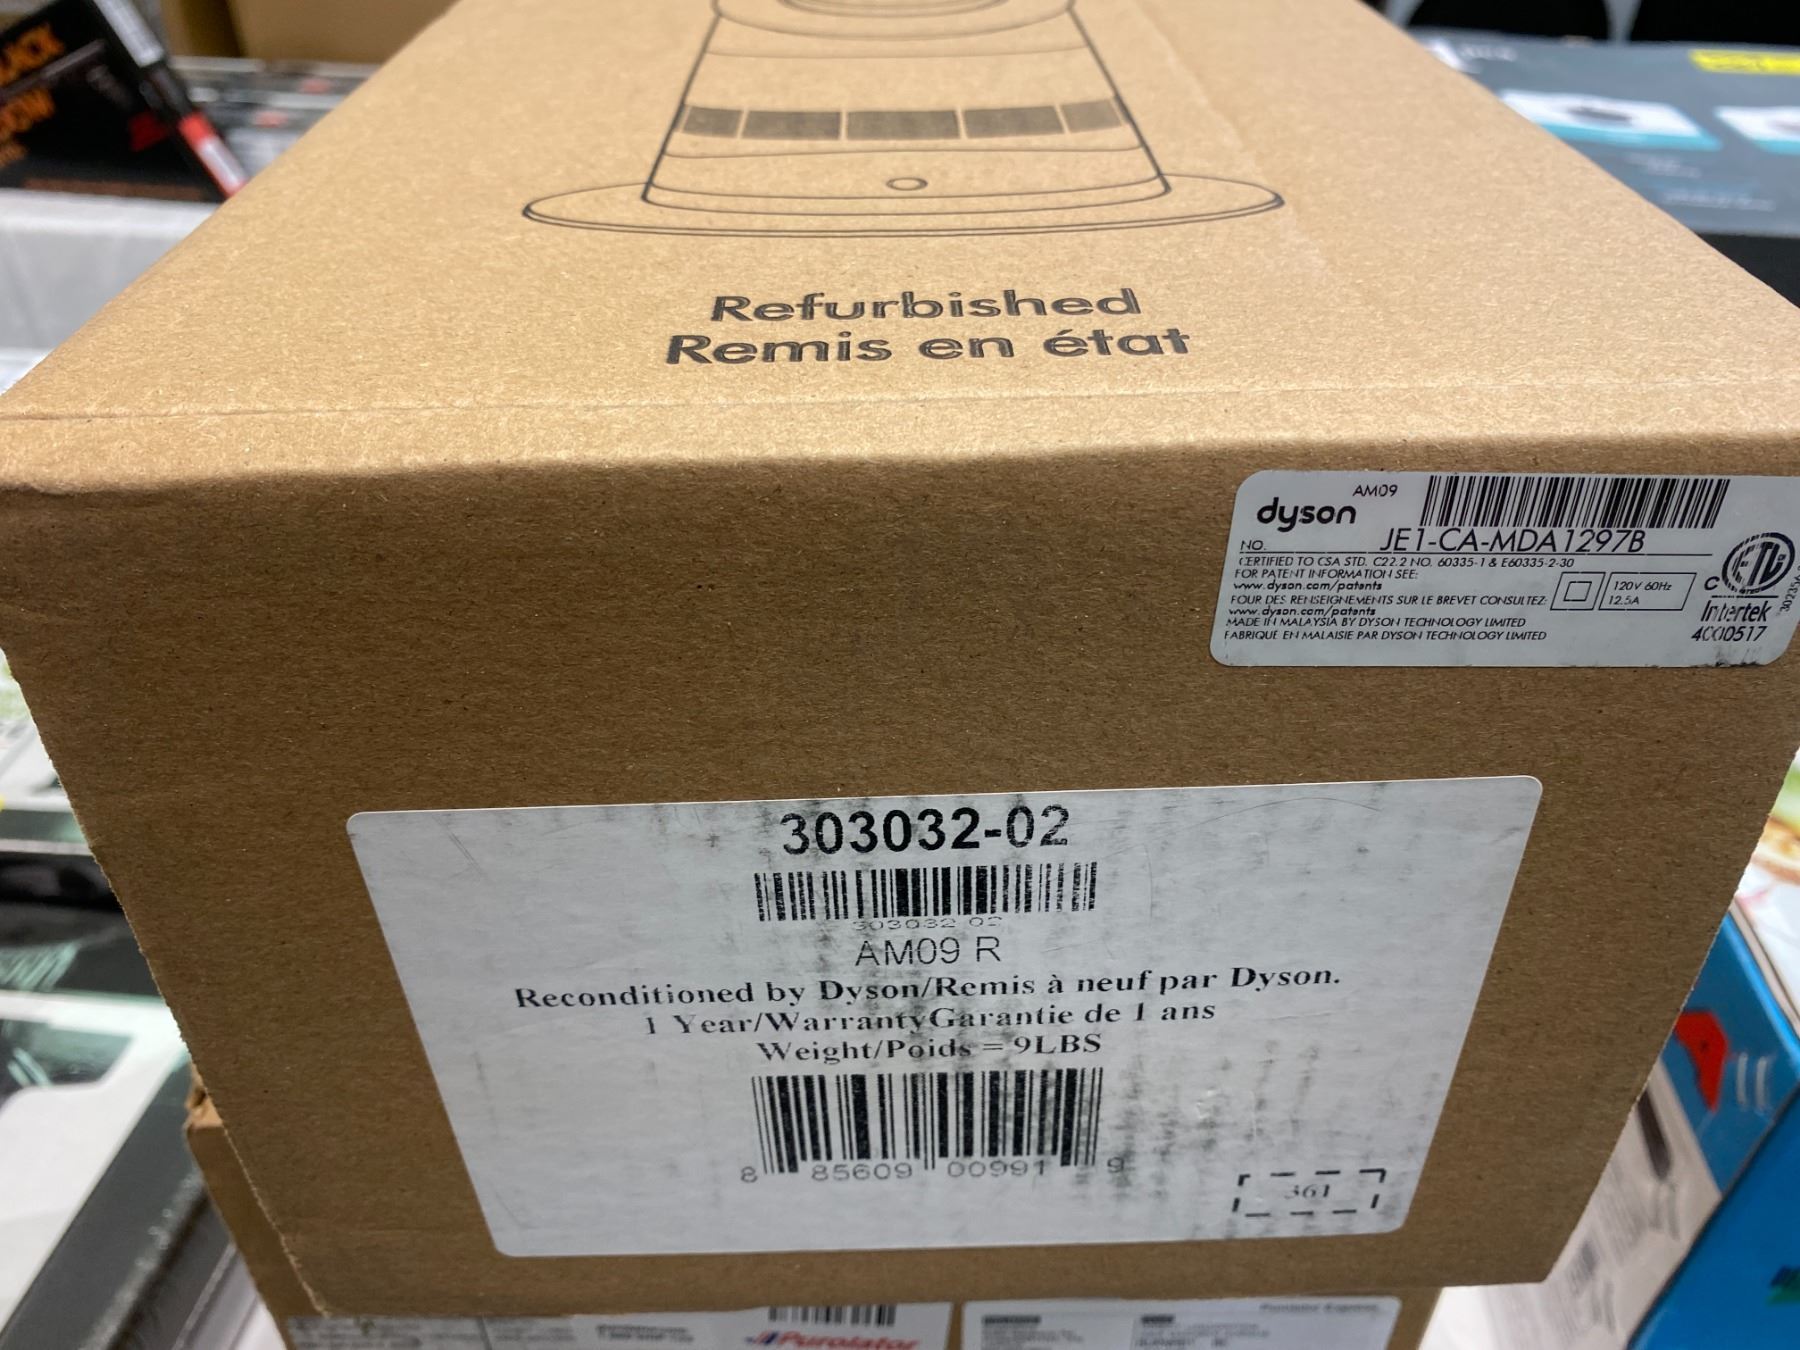 Refurbished
Remis en état
dyson AM09
NO. JE1-CA-MDA1297B
CERTIFIED TO CSA STD. C22.2 NO. 60335-1 & E60335-2-30
FOR PATENT INFORMATION SEE:
www.dyson.com/patents
FOUR DES RENSEIGNEMENTS SUR LE BREVET CONSULTEZ:
www.dyson.com/patents
MADE IN MALAYSIA BY DYSON TECHNOLOGY LIMITED
FABRIQUE EN MALAISIE PAR DYSON TECHNOLOGY LIMITED
120V 60Hz
12.5A
C ETL
Intertek
4000517
303032-02
303032-02
AM09 R
Reconditioned by Dyson/Remis à neuf par Dyson.
1 Year/WarrantyGarantie de 1 ans
Weight/Poids = 9LBS
8 85609 00991 9
361
Purolator